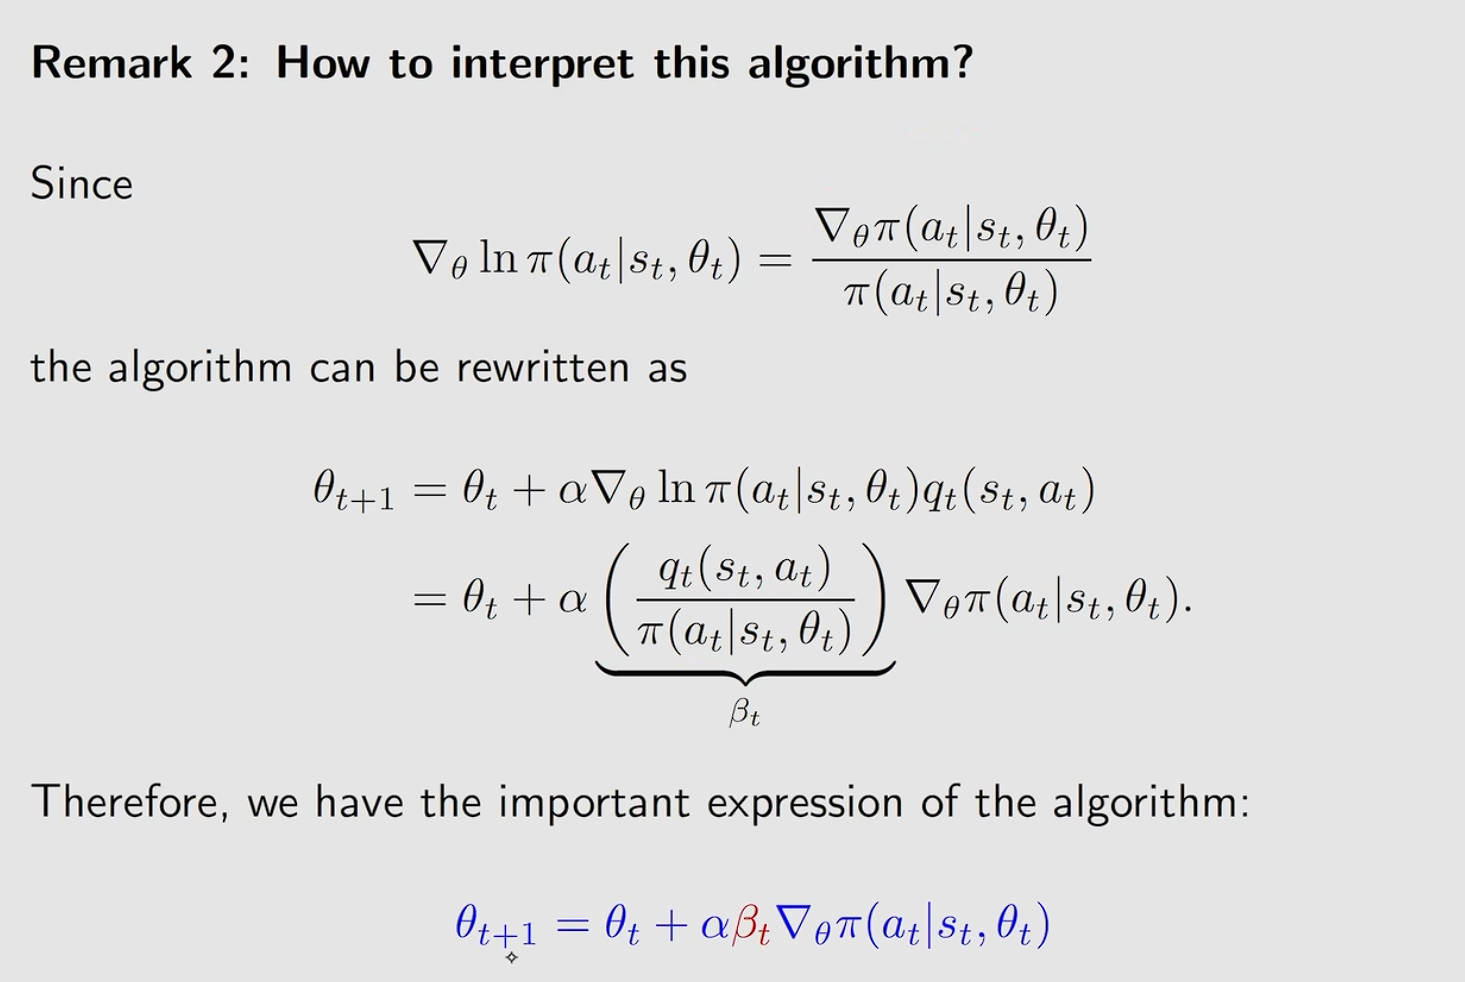 Remark 2: How to interpret this algorithm?
Since
$$\nabla_\theta \ln \pi(a_t|s_t, \theta_t) = \frac{\nabla_\theta \pi(a_t|s_t, \theta_t)}{\pi(a_t|s_t, \theta_t)}$$
the algorithm can be rewritten as
$$\theta_{t+1} = \theta_t + \alpha \nabla_\theta \ln \pi(a_t|s_t, \theta_t) q_t(s_t, a_t)$$
$$= \theta_t + \alpha \underbrace{\left( \frac{q_t(s_t, a_t)}{\pi(a_t|s_t, \theta_t)} \right)}_{\beta_t} \nabla_\theta \pi(a_t|s_t, \theta_t).$$
Therefore, we have the important expression of the algorithm:
$$\theta_{t+1} = \theta_t + \alpha \beta_t \nabla_\theta \pi(a_t|s_t, \theta_t)$$